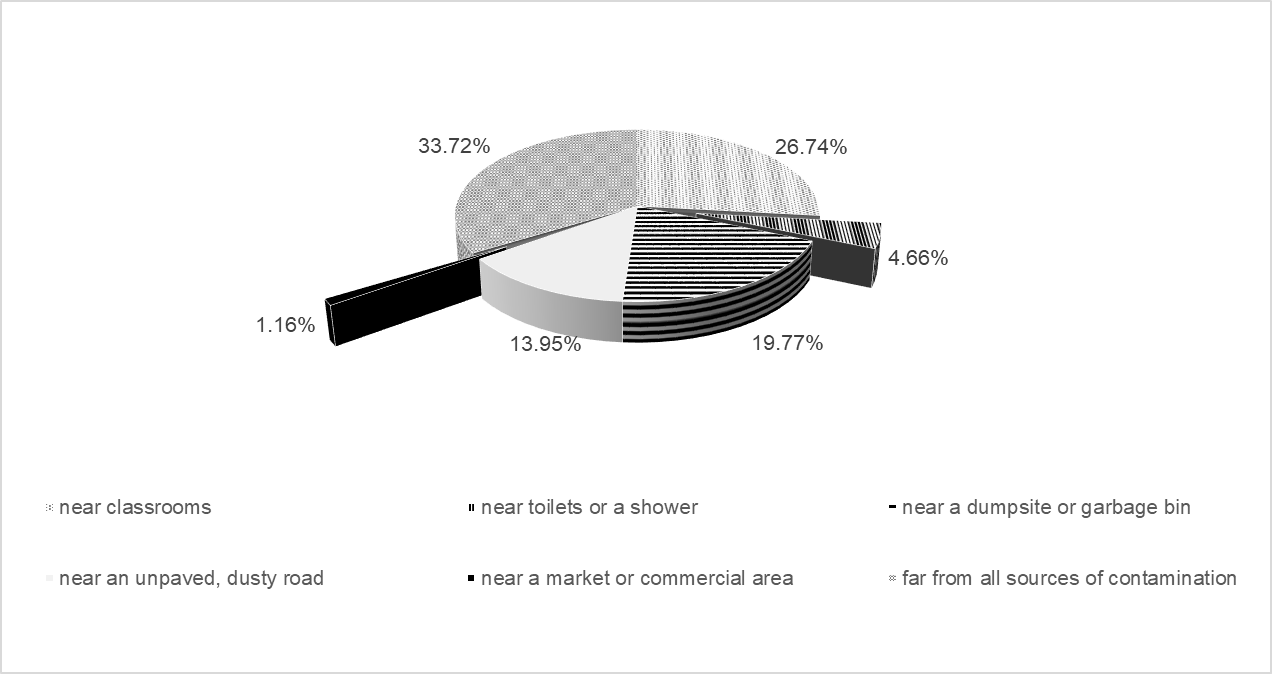 33.72%
26.74%
4.66%
1.16%
13.95%
19.77%
near classrooms
near toilets or a shower
near a dumpsite or garbage bin
near an unpaved, dusty road
near a market or commercial area
far from all sources of contamination